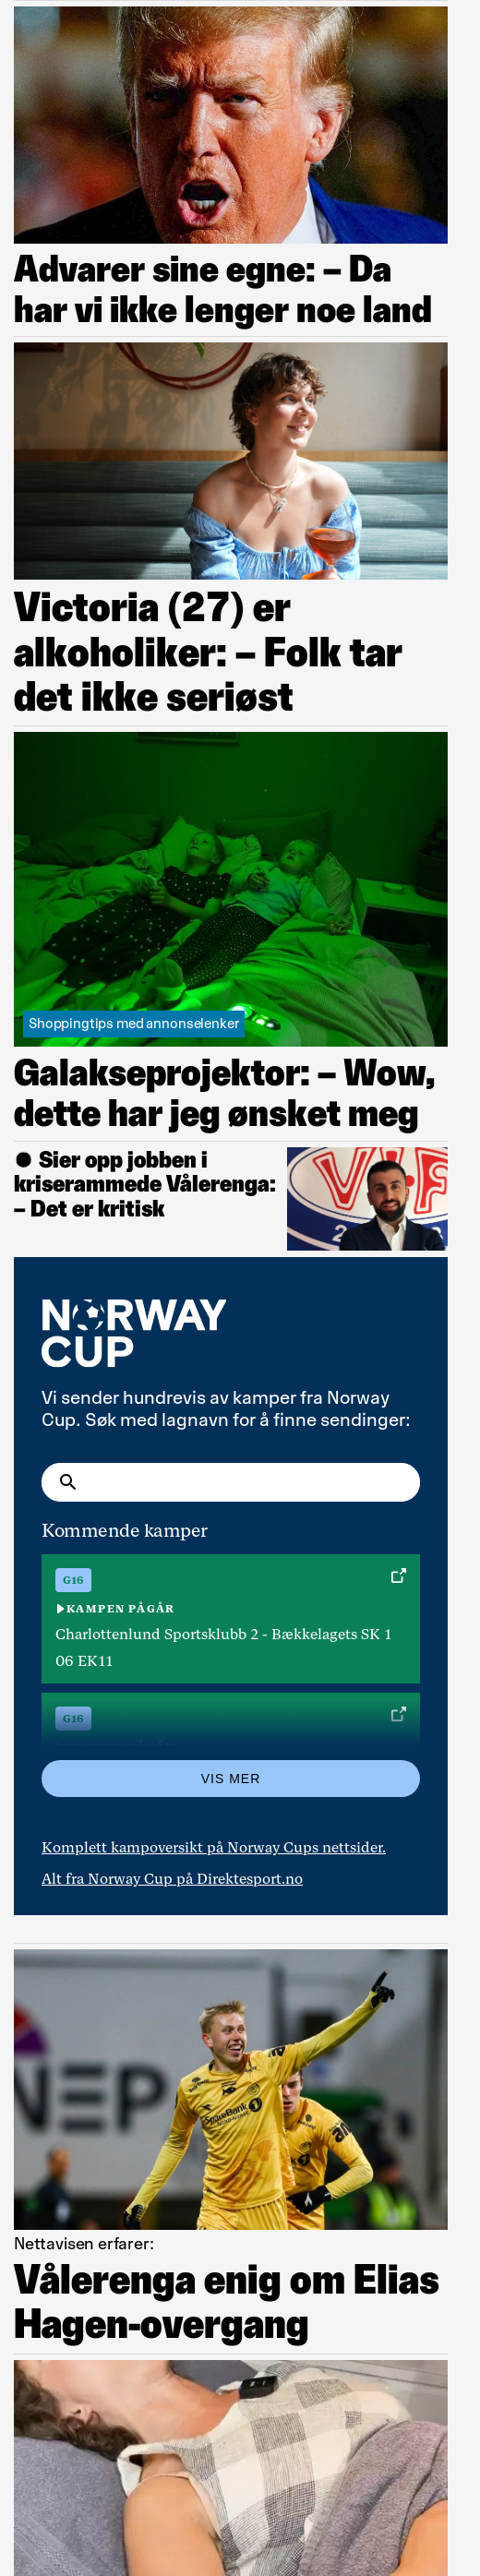 Advarer sine egne: – Da
har vi ikke lenger noe land
Victoria (27) er
alkoholiker: – Folk tar
det ikke seriøst
Shoppingtips med annonselenker
Galakseprojektor: – Wow,
dette har jeg ønsket meg
Sier opp jobben i
kriserammede Vålerenga:
– Det er kritisk
VIF
NORWAY
CUP
Vi sender hundrevis av kamper fra Norway
Cup. Søk med lagnavn for å finne sendinger:
Kommende kamper
G16
KAMPEN PÅGÅR
Charlottenlund Sportsklubb 2 - Bækkelagets SK 1
06 EK11
G16
VIS MER
Komplett kampoversikt på Norway Cups nettsider.
Alt fra Norway Cup på Direktesport.no
NEP
SpareBank
Nettavisen erfarer:
Vålerenga enig om Elias
Hagen-overgang